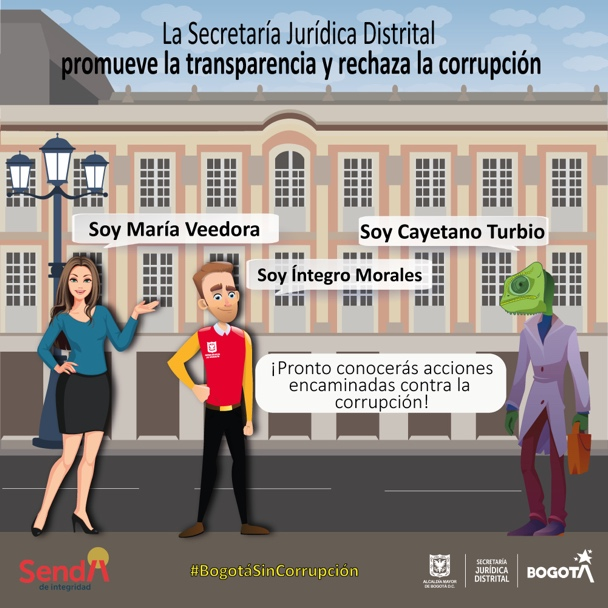 La Secretaría Jurídica Distrital
promueve la transparencia y rechaza la corrupción
Soy María Veedora
Soy Cayetano Turbio
Soy Íntegro Morales
¡Pronto conocerás acciones
encaminadas contra la
corrupción!
SendA
de Integridad
#BogotáSinCorrupción
ALCALDÍA MAYOR
DE BOGOTÁ D.C.
SECRETARÍA
JURÍDICA
DISTRITAL
BOGOTÁ